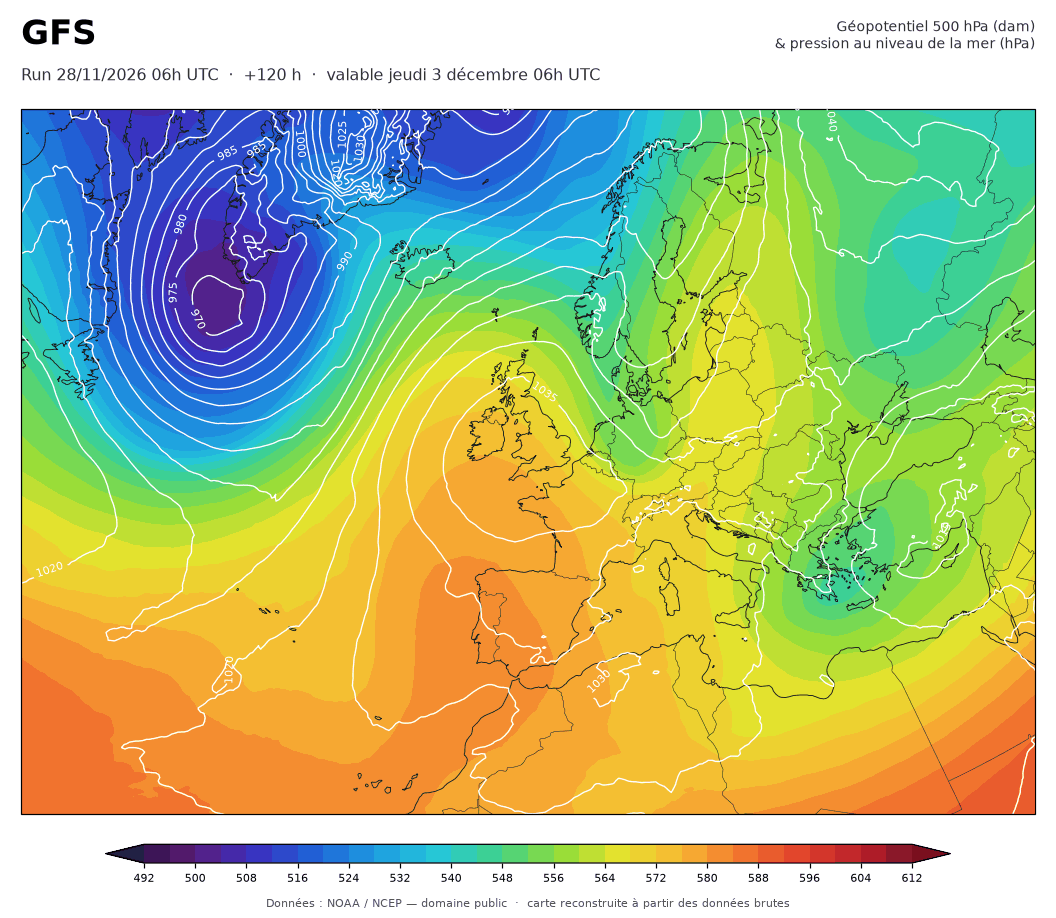 GFS
Géopotentiel 500 hPa (dam)
& pression au niveau de la mer (hPa)
Run 28/11/2026 06h UTC · +120 h · valable jeudi 3 décembre 06h UTC
985
985
1000
1025
1030
980
990
975
970
1035
1020
1020
1030
492 500 508 516 524 532 540 548 556 564 572 580 588 596 604 612
Données : NOAA / NCEP — domaine public · carte reconstruite à partir des données brutes